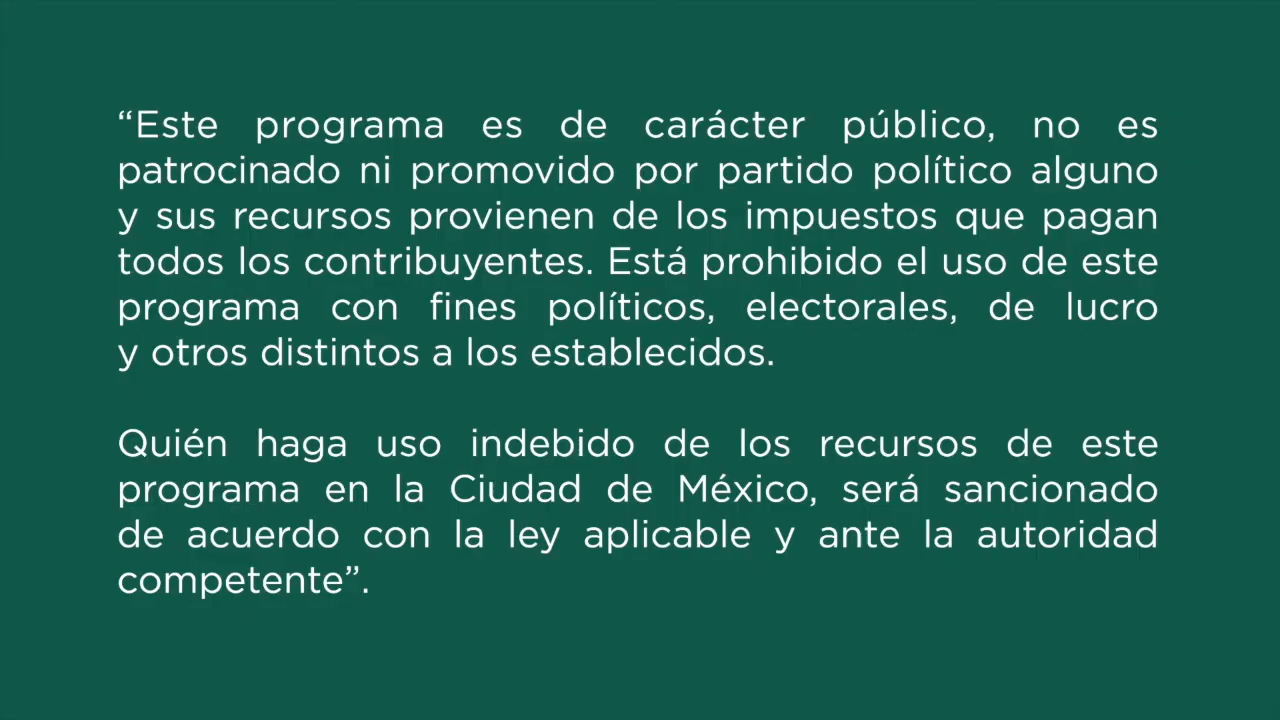 “Este programa es de carácter público, no es
patrocinado ni promovido por partido político alguno
y sus recursos provienen de los impuestos que pagan
todos los contribuyentes. Está prohibido el uso de este
programa con fines políticos, electorales, de lucro
y otros distintos a los establecidos.
Quién haga uso indebido de los recursos de este
programa en la Ciudad de México, será sancionado
de acuerdo con la ley aplicable y ante la autoridad
competente”.